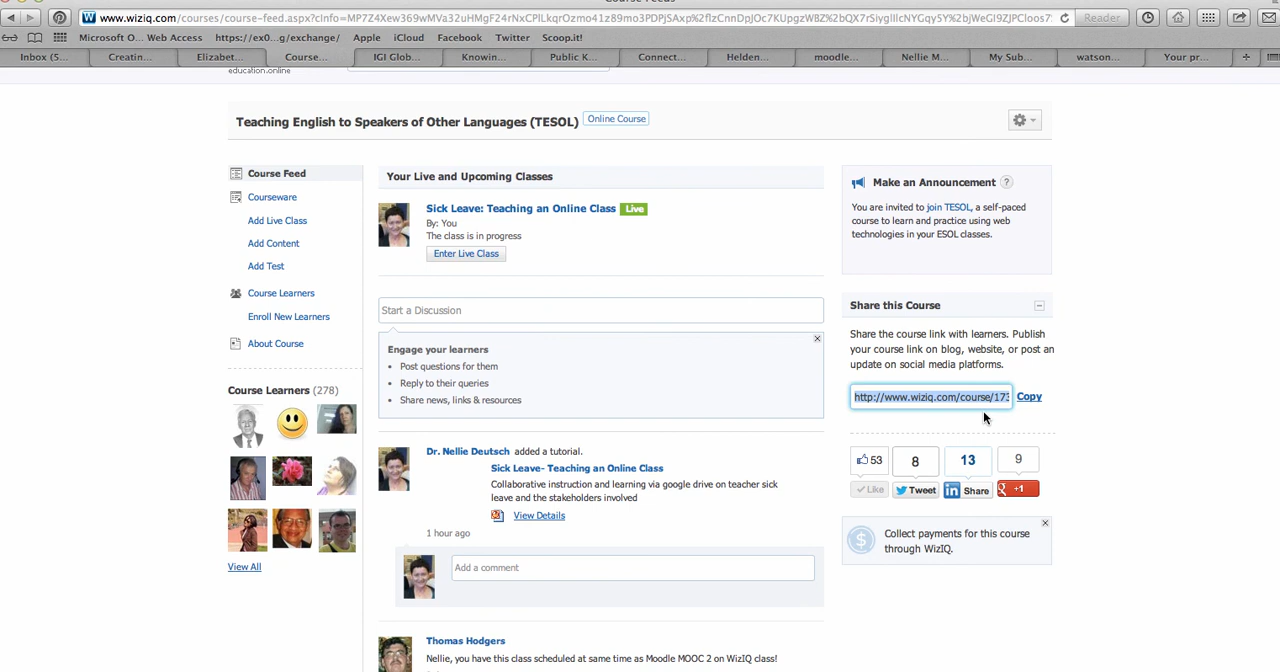 www.wiziq.com/courses/course-feed.aspx?cInfo=
Reader
Microsoft O... Web Access
https://ex0...g/exchange/
Apple
iCloud
Facebook
Twitter
Scoop.it!
Inbox (5...
Creatin...
Elizabet...
Course...
IGI Glob...
Knowin...
Public K...
Connect...
Helden...
moodle...
Nellie M...
My Sub...
watson...
Your pr...
education.online
Teaching English to Speakers of Other Languages (TESOL)
Online Course
Course Feed
Courseware
Add Live Class
Add Content
Add Test
Course Learners
Enroll New Learners
About Course
Course Learners (278)
View All
Your Live and Upcoming Classes
Sick Leave: Teaching an Online Class Live
By: You
The class is in progress
Enter Live Class
Start a Discussion
Engage your learners
• Post questions for them
• Reply to their queries
• Share news, links & resources
Dr. Nellie Deutsch added a tutorial.
Sick Leave- Teaching an Online Class
Collaborative instruction and learning via google drive on teacher sick
leave and the stakeholders involved
View Details
1 hour ago
Add a comment
Thomas Hodgers
Nellie, you have this class scheduled at same time as Moodle MOOC 2 on WizIQ class!
Make an Announcement ?
You are invited to join TESOL, a self-paced
course to learn and practice using web
technologies in your ESOL classes.
Share this Course
Share the course link with learners. Publish
your course link on blog, website, or post an
update on social media platforms.
http://www.wiziq.com/course/173
Copy
53
8
13
9
Like
Tweet
in Share
g +1
$
Collect payments for this course
through WizIQ.